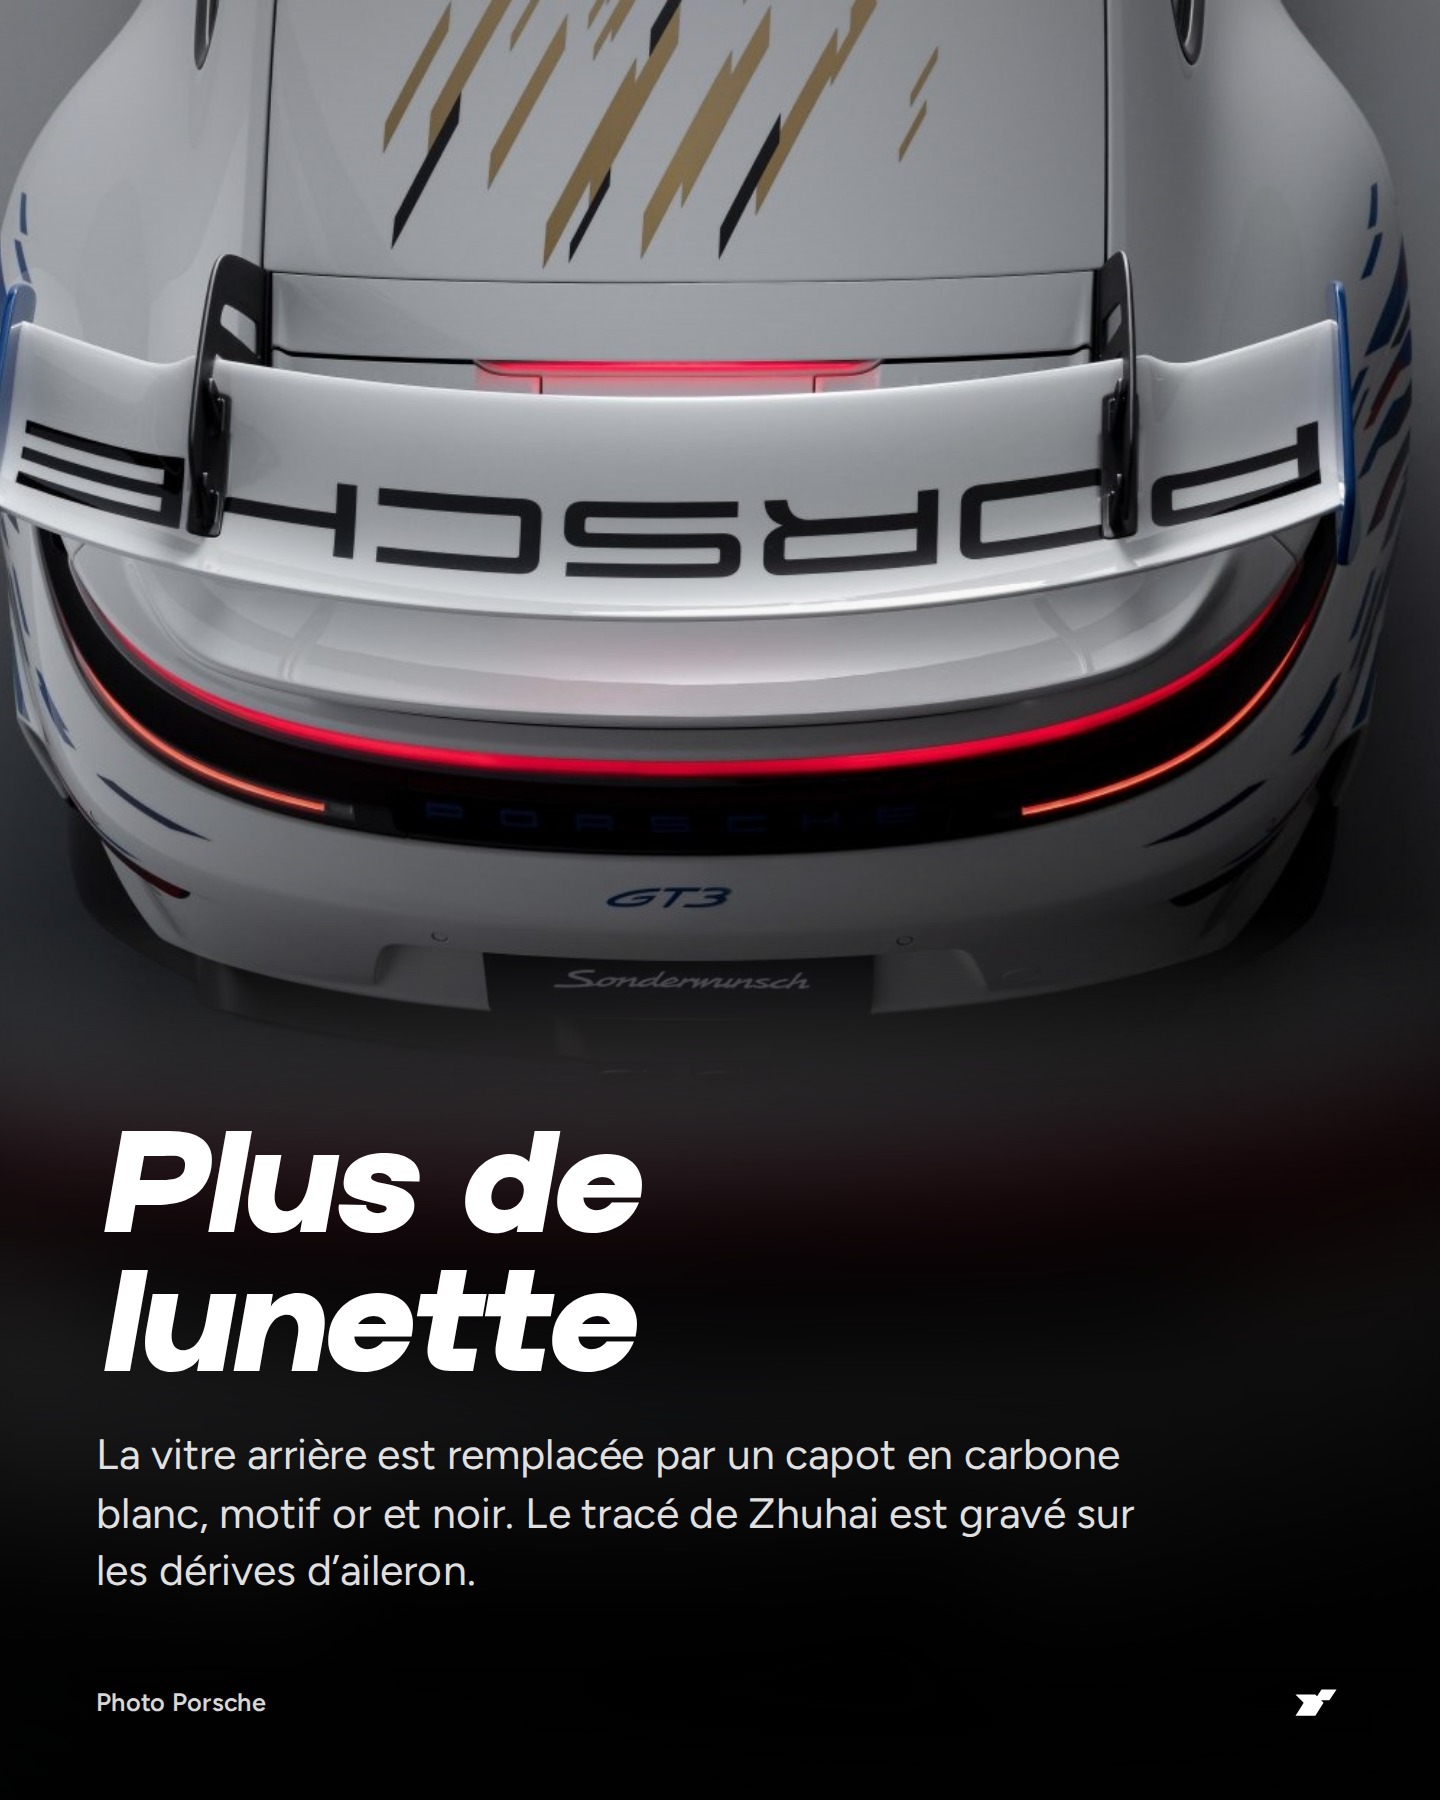 PORSCHE
PORSCHE
GT3
Sonderwunsch
Plus de
lunette
La vitre arrière est remplacée par un capot en carbone
blanc, motif or et noir. Le tracé de Zhuhai est gravé sur
les dérives d’aileron.
Photo Porsche